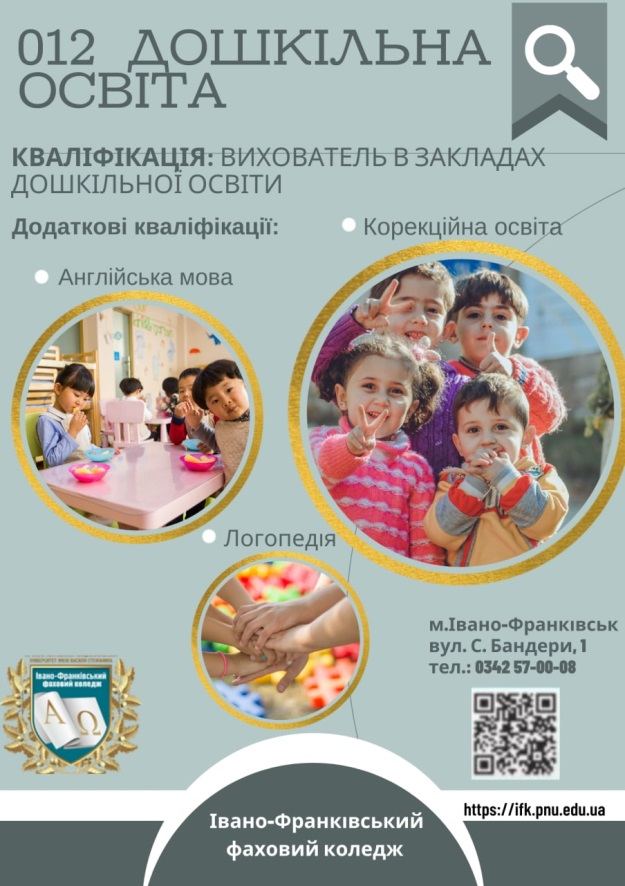 012 ДОШКІЛЬНА
ОСВІТА
КВАЛІФІКАЦІЯ: ВИХОВАТЕЛЬ В ЗАКЛАДАХ
ДОШКІЛЬНОЇ ОСВІТИ
Додаткові кваліфікації:
Корекційна освіта
Англійська мова
Логопедія
м.Івано-Франківськ
вул. С. Бандери, 1
тел.: 0342 57-00-08
Івано-Франківський
фаховий коледж
Α Ω
https://ifk.pnu.edu.ua
Івано-Франківський
фаховий коледж